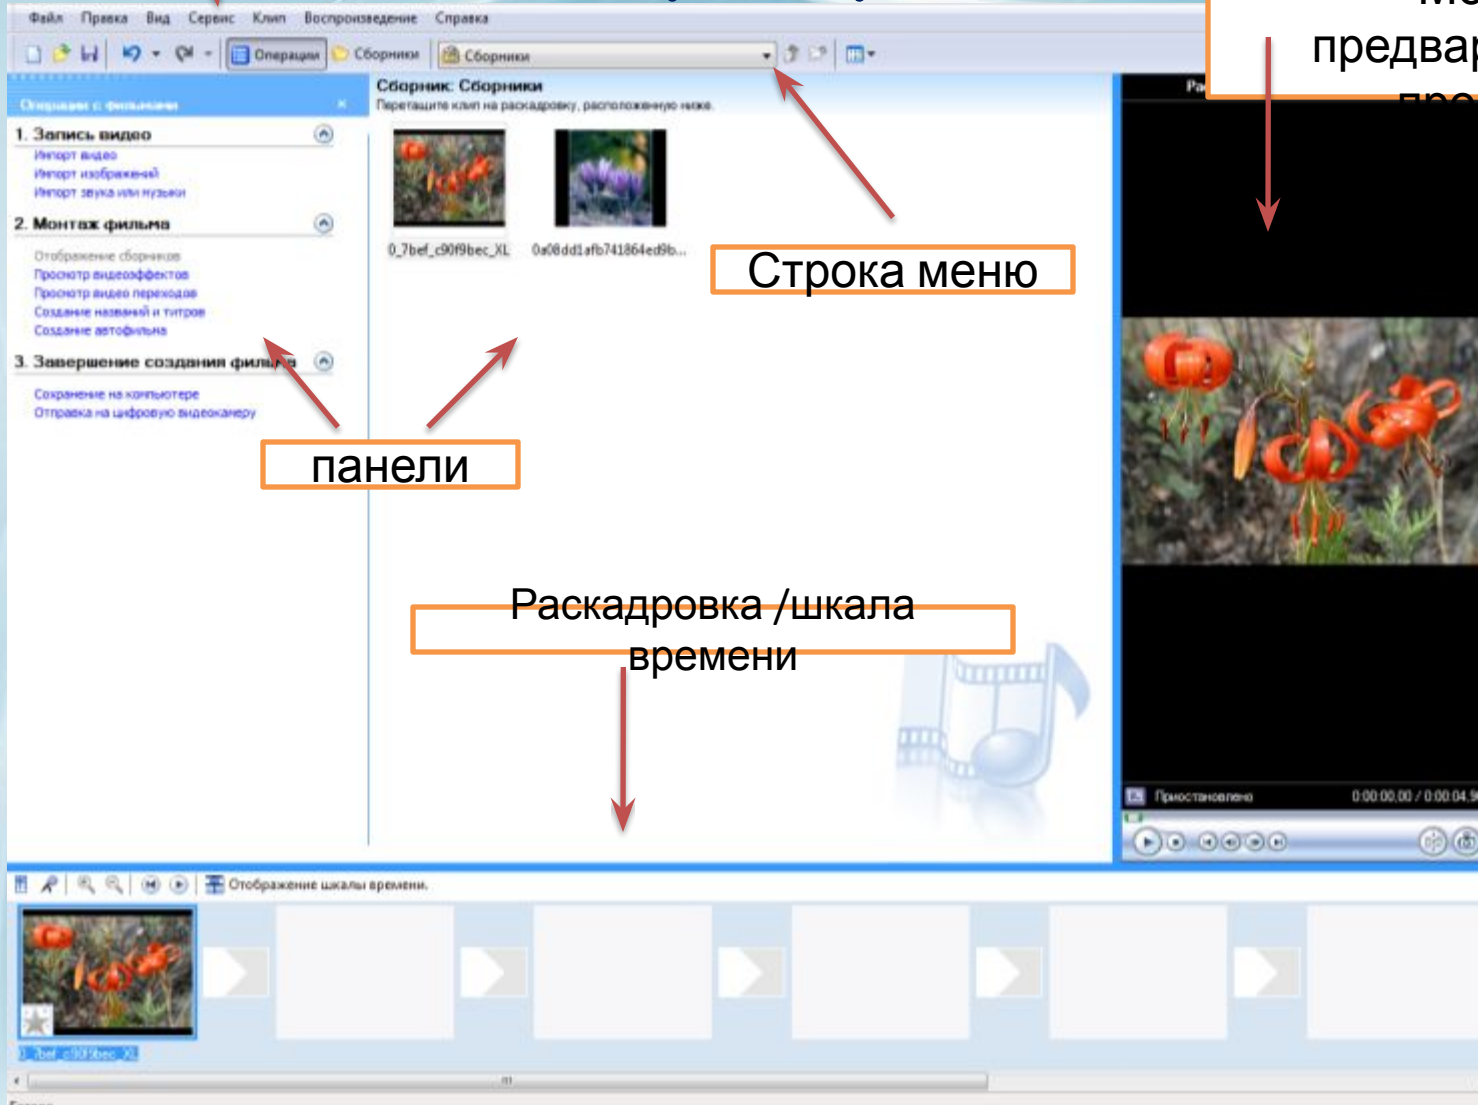 Файл Правка Вид Сервис Клип Воспроизведение Справка
Операции Сборники Сборники
предвар
Операции с фильмами
Сборник: Сборники
Перетащите клип на раскадровку, расположенную ниже.
1. Запись видео
Импорт видео
Импорт изображений
Импорт звука или музыки
2. Монтаж фильма
Отображение сборников
Просмотр видеоэффектов
Просмотр видео переходов
Создание названий и титров
Создание автофильма
3. Завершение создания фильма
Сохранение на компьютере
Отправка на цифровую видеокамеру
0_7bef_c90f9bec_XL 0a08dd1afb741864ed9b...
Строка меню
панели
Раскадровка /шкала
времени
Приостановлено 0:00:00,00 / 0:00:04,9
Отображение шкалы времени.
0_7bef_c90f9bec_XL